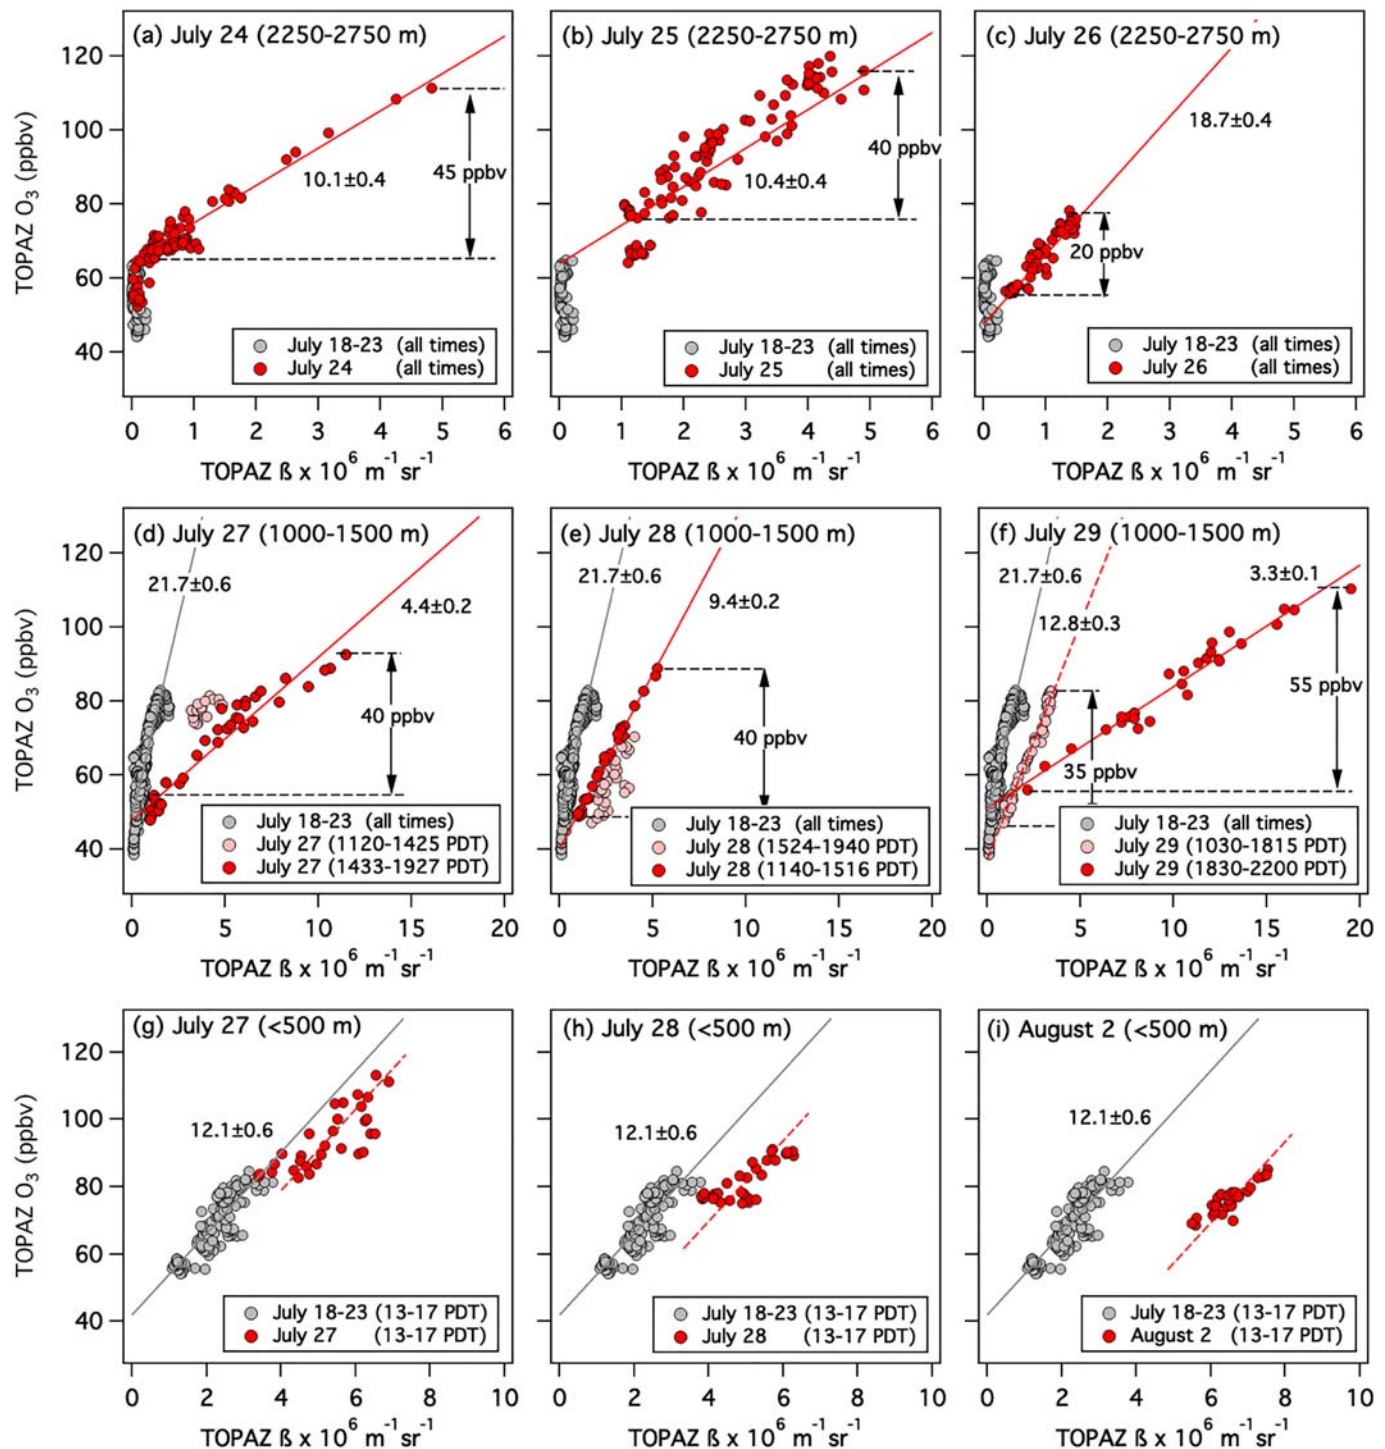 (a) July 24 (2250-2750 m)
TOPAZ O3 (ppbv)
120
100
80
60
40
10.1±0.4
45 ppbv
July 18-23 (all times)
July 24 (all times)
0 1 2 3 4 5 6
TOPAZ ß x 10^6 m^-1 sr^-1
(b) July 25 (2250-2750 m)
40 ppbv
10.4±0.4
July 18-23 (all times)
July 25 (all times)
0 1 2 3 4 5 6
TOPAZ ß x 10^6 m^-1 sr^-1
(c) July 26 (2250-2750 m)
18.7±0.4
20 ppbv
July 18-23 (all times)
July 26 (all times)
0 1 2 3 4 5 6
TOPAZ ß x 10^6 m^-1 sr^-1
(d) July 27 (1000-1500 m)
TOPAZ O3 (ppbv)
120
100
80
60
40
21.7±0.6
4.4±0.2
40 ppbv
July 18-23 (all times)
July 27 (1120-1425 PDT)
July 27 (1433-1927 PDT)
0 5 10 15 20
TOPAZ ß x 10^6 m^-1 sr^-1
(e) July 28 (1000-1500 m)
21.7±0.6
9.4±0.2
40 ppbv
July 18-23 (all times)
July 28 (1524-1940 PDT)
July 28 (1140-1516 PDT)
0 5 10 15 20
TOPAZ ß x 10^6 m^-1 sr^-1
(f) July 29 (1000-1500 m)
21.7±0.6
3.3±0.1
12.8±0.3
55 ppbv
35 ppbv
July 18-23 (all times)
July 29 (1030-1815 PDT)
July 29 (1830-2200 PDT)
0 5 10 15 20
TOPAZ ß x 10^6 m^-1 sr^-1
(g) July 27 (<500 m)
TOPAZ O3 (ppbv)
120
100
80
60
40
12.1±0.6
July 18-23 (13-17 PDT)
July 27 (13-17 PDT)
0 2 4 6 8 10
TOPAZ ß x 10^6 m^-1 sr^-1
(h) July 28 (<500 m)
12.1±0.6
July 18-23 (13-17 PDT)
July 28 (13-17 PDT)
0 2 4 6 8 10
TOPAZ ß x 10^6 m^-1 sr^-1
(i) August 2 (<500 m)
12.1±0.6
July 18-23 (13-17 PDT)
August 2 (13-17 PDT)
0 2 4 6 8 10
TOPAZ ß x 10^6 m^-1 sr^-1